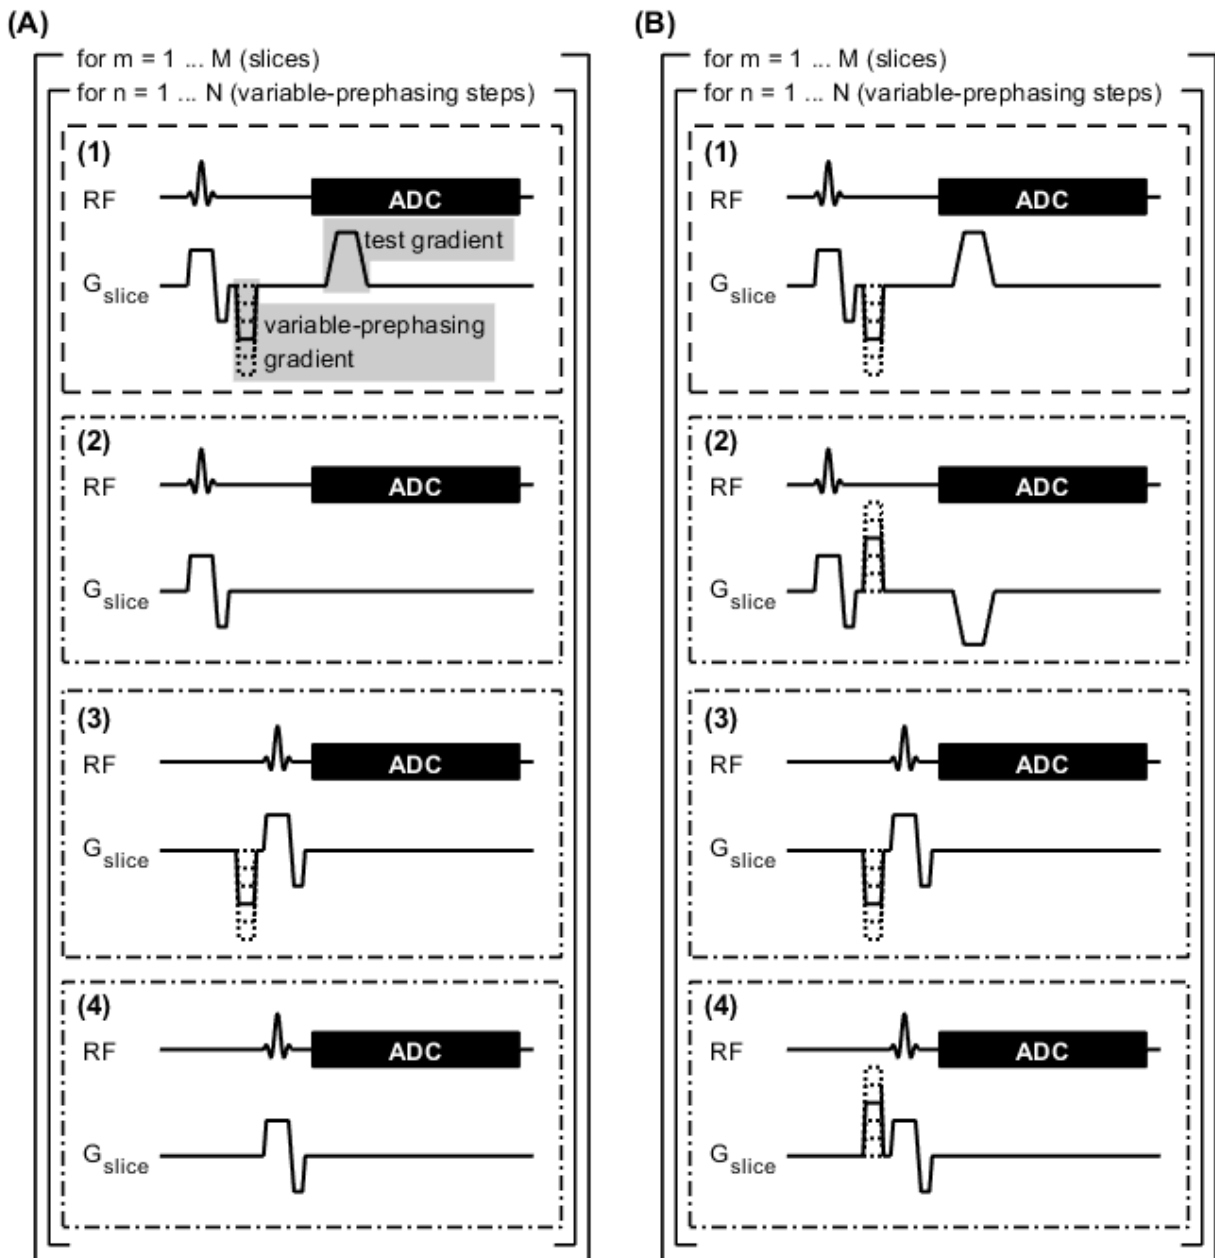 (A)
for m = 1 ... M (slices)
for n = 1 ... N (variable-prephasing steps)
(1)
RF
ADC
test gradient
Gslice
variable-prephasing
gradient
(2)
RF
ADC
Gslice
(3)
RF
ADC
Gslice
(4)
RF
ADC
Gslice
(B)
for m = 1 ... M (slices)
for n = 1 ... N (variable-prephasing steps)
(1)
RF
ADC
Gslice
(2)
RF
ADC
Gslice
(3)
RF
ADC
Gslice
(4)
RF
ADC
Gslice